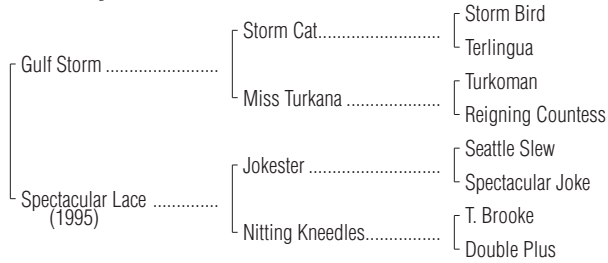 Storm Bird
Storm Cat..............................
Terlingua
Gulf Storm ............................
Turkoman
Miss Turkana .......................
Reigning Countess
Seattle Slew
Jokester ................................
Spectacular Joke
Spectacular Lace ................
(1995)
T. Brooke
Nitting Kneedles...................
Double Plus